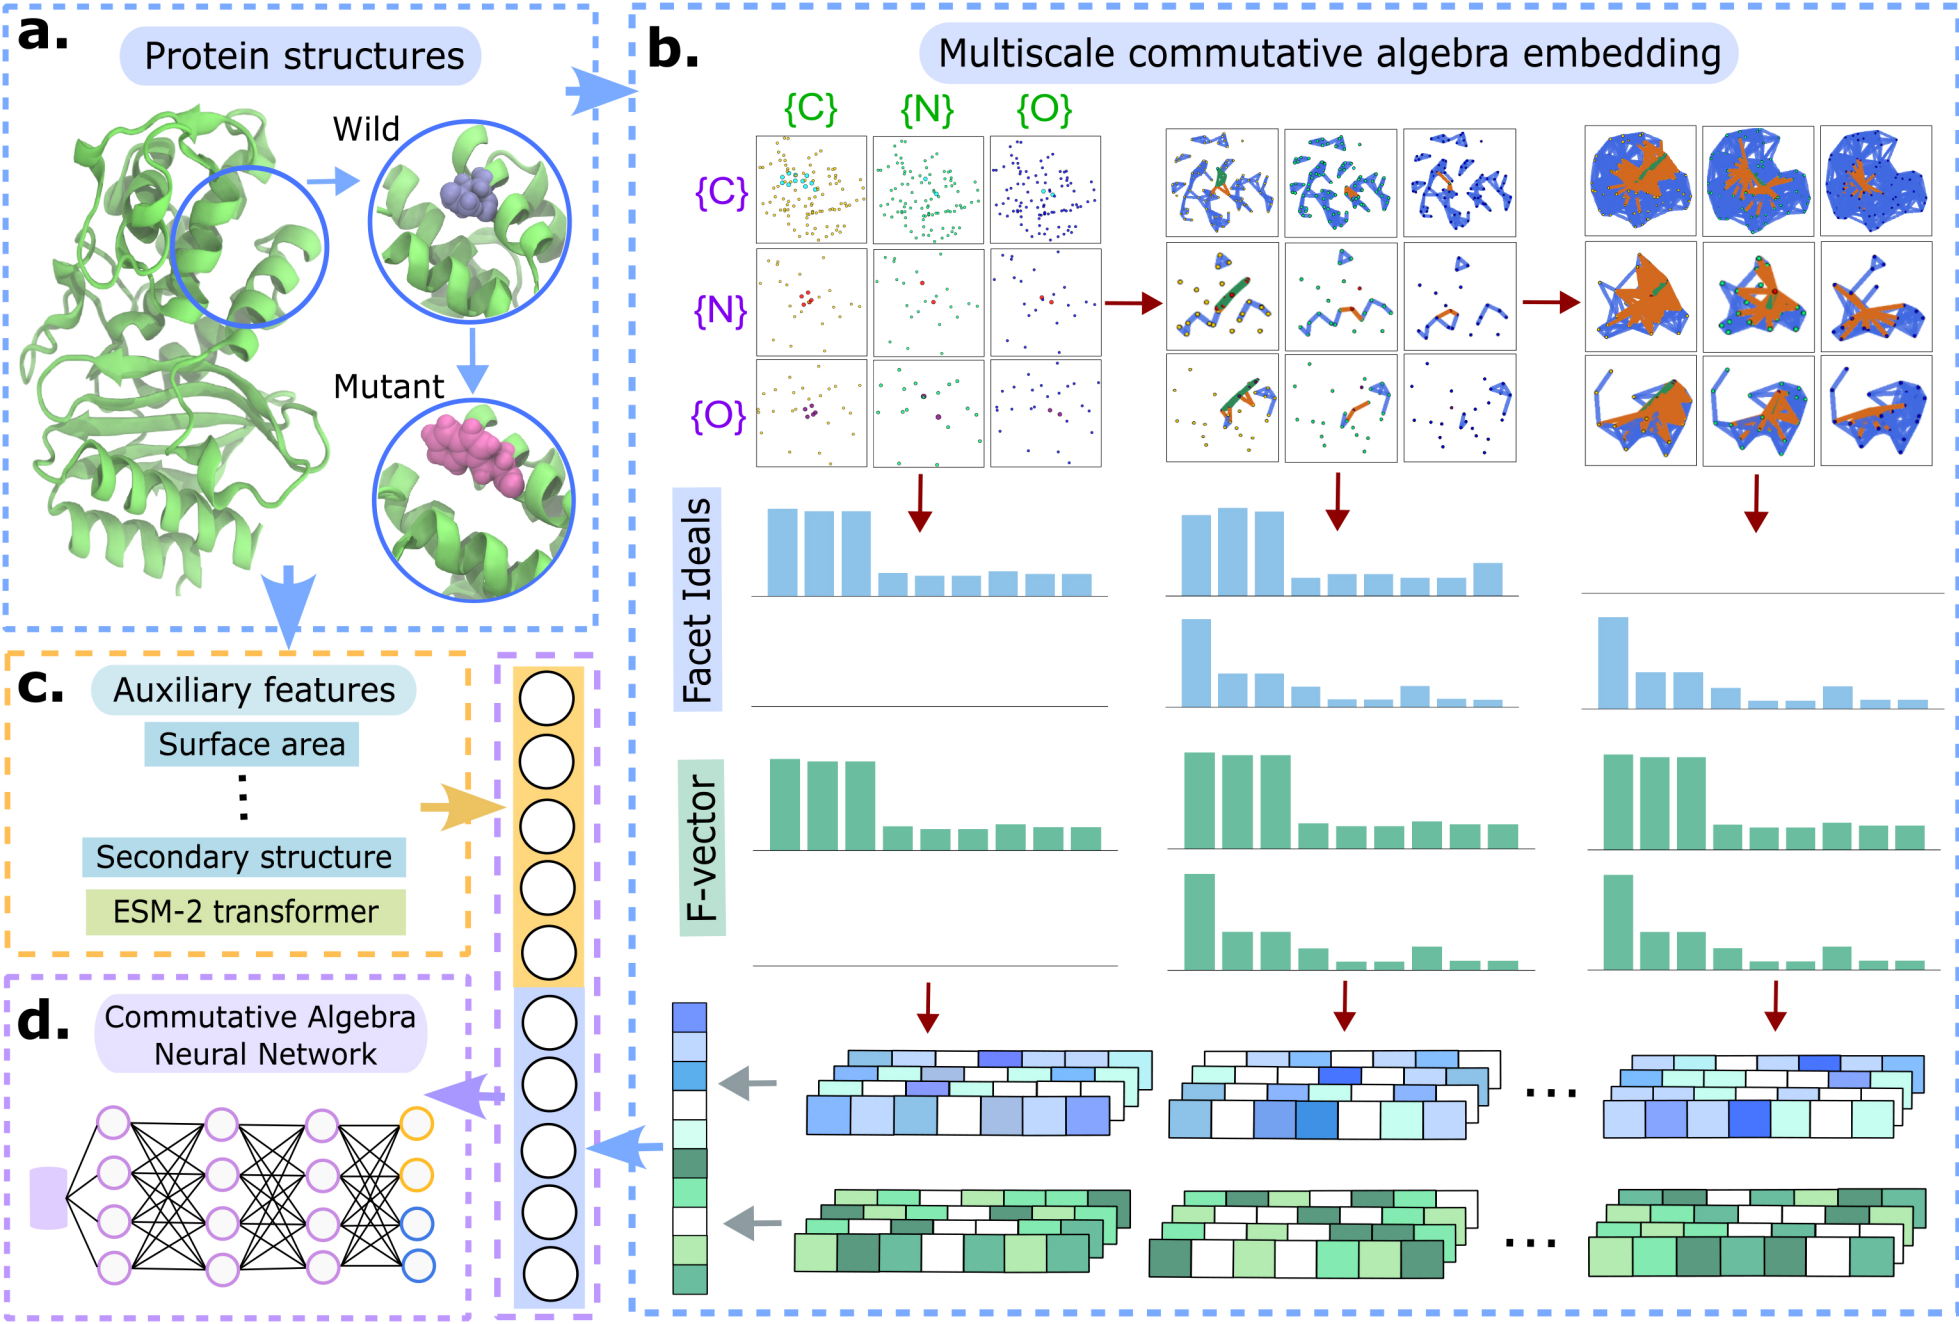 a.
Protein structures
Wild
Mutant
b.
Multiscale commutative algebra embedding
{C} {N} {O}
{C}
{N}
{O}
Facet Ideals
F-vector
c.
Auxiliary features
Surface area
Secondary structure
ESM-2 transformer
d.
Commutative Algebra
Neural Network